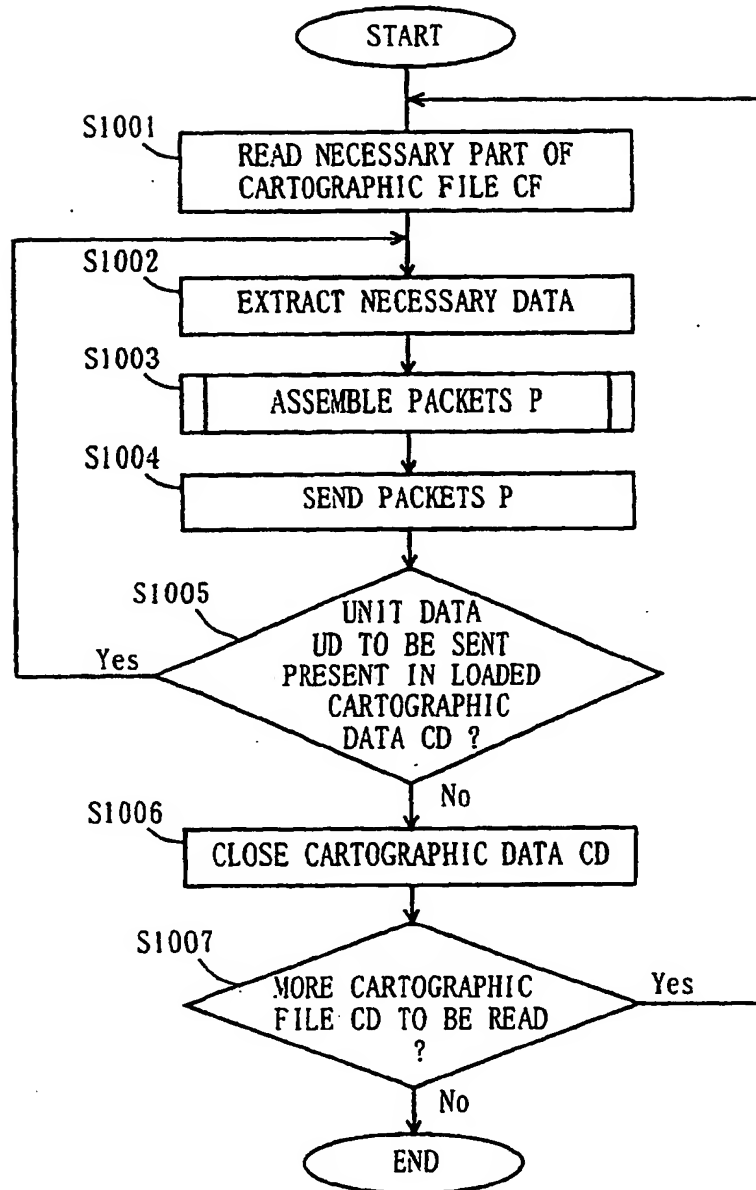 START
S1001
READ NECESSARY PART OF
CARTOGRAPHIC FILE CF
S1002
EXTRACT NECESSARY DATA
S1003
ASSEMBLE PACKETS P
S1004
SEND PACKETS P
S1005
UNIT DATA
UD TO BE SENT
PRESENT IN LOADED
CARTOGRAPHIC
DATA CD ?
Yes
No
S1006
CLOSE CARTOGRAPHIC DATA CD
S1007
MORE CARTOGRAPHIC
FILE CD TO BE READ
?
Yes
No
END